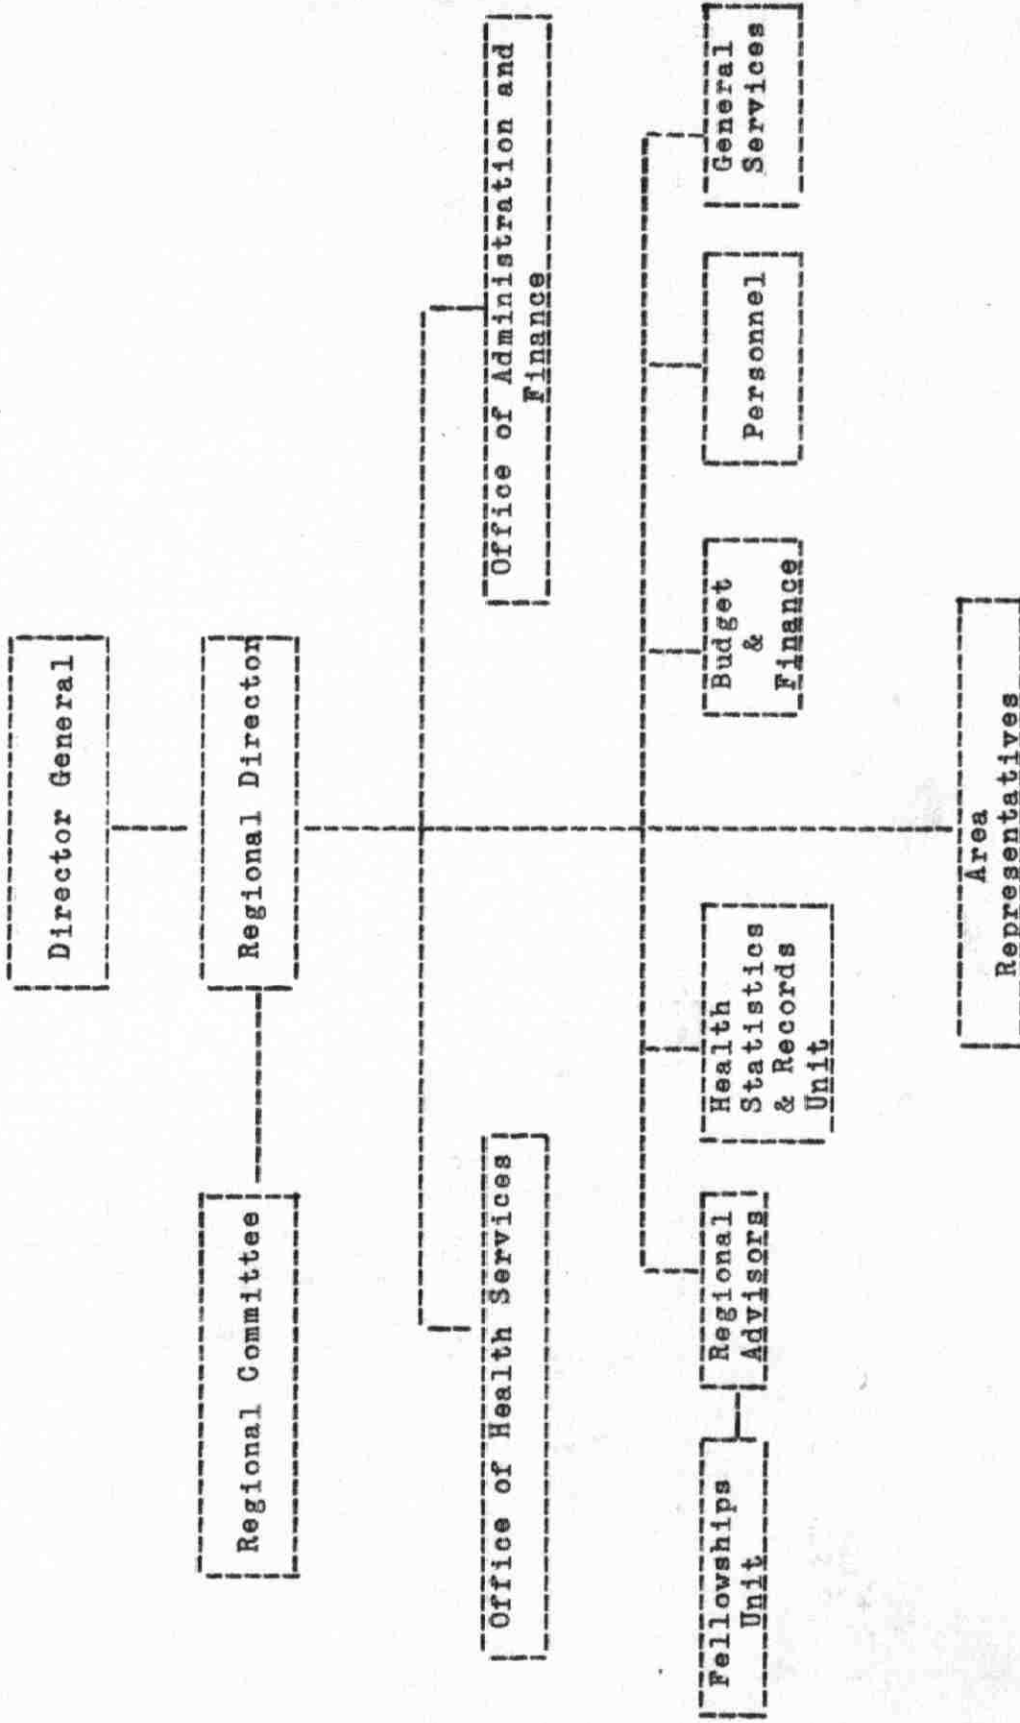 Director General
Regional Committee
Regional Director
Office of Health Services
Office of Administration and
Finance
Fellowships
Unit
Regional
Advisors
Health
Statistics
& Records
Unit
Budget
&
Finance
Personnel
General
Services
Area
Representatives